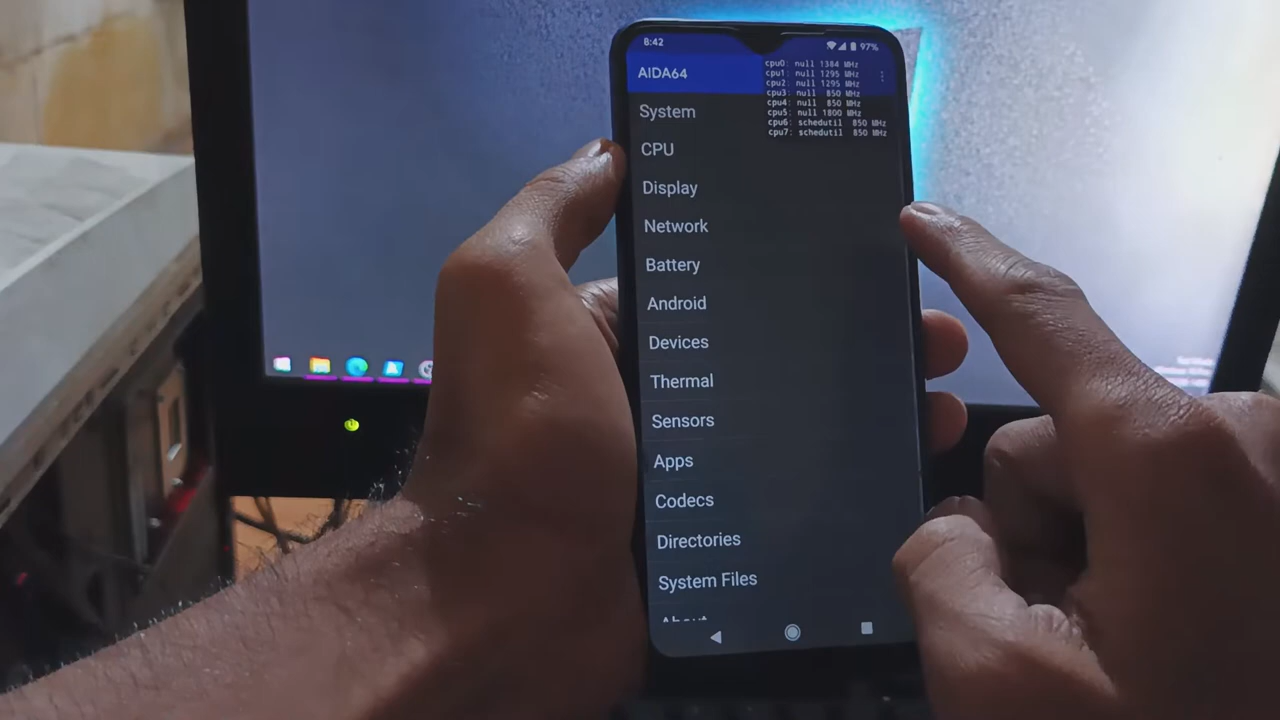 8:42
97%
AIDA64
cpu0: null 1384 MHz
cpu1: null 1295 MHz
cpu2: null 1295 MHz
cpu3: null 850 MHz
cpu4: null 850 MHz
cpu5: null 1800 MHz
cpu6: schedutil 850 MHz
cpu7: schedutil 850 MHz
System
CPU
Display
Network
Battery
Android
Devices
Thermal
Sensors
Apps
Codecs
Directories
System Files
About